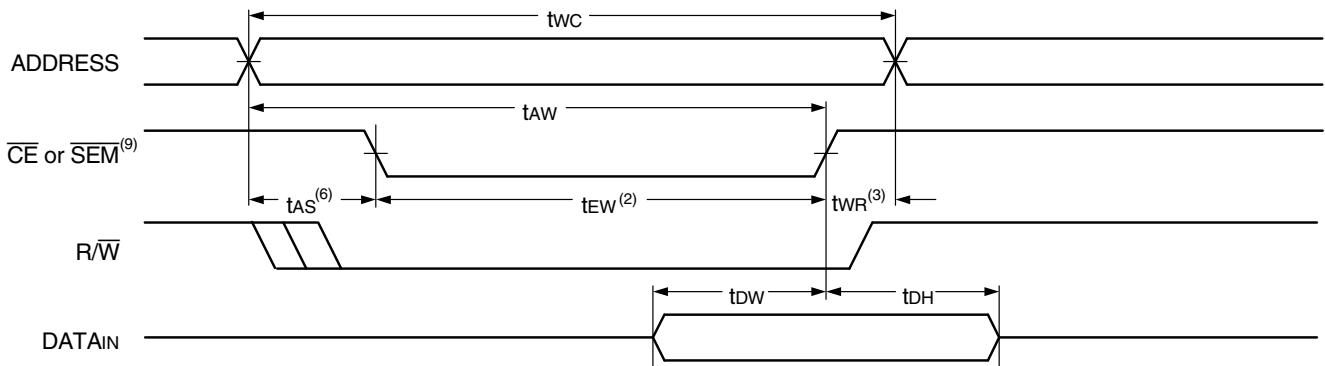 tWC
ADDRESS
tAW
CE or SEM(9)
tAS(6) tEW(2) tWR(3)
R/W
tDW tDH
DATAIN